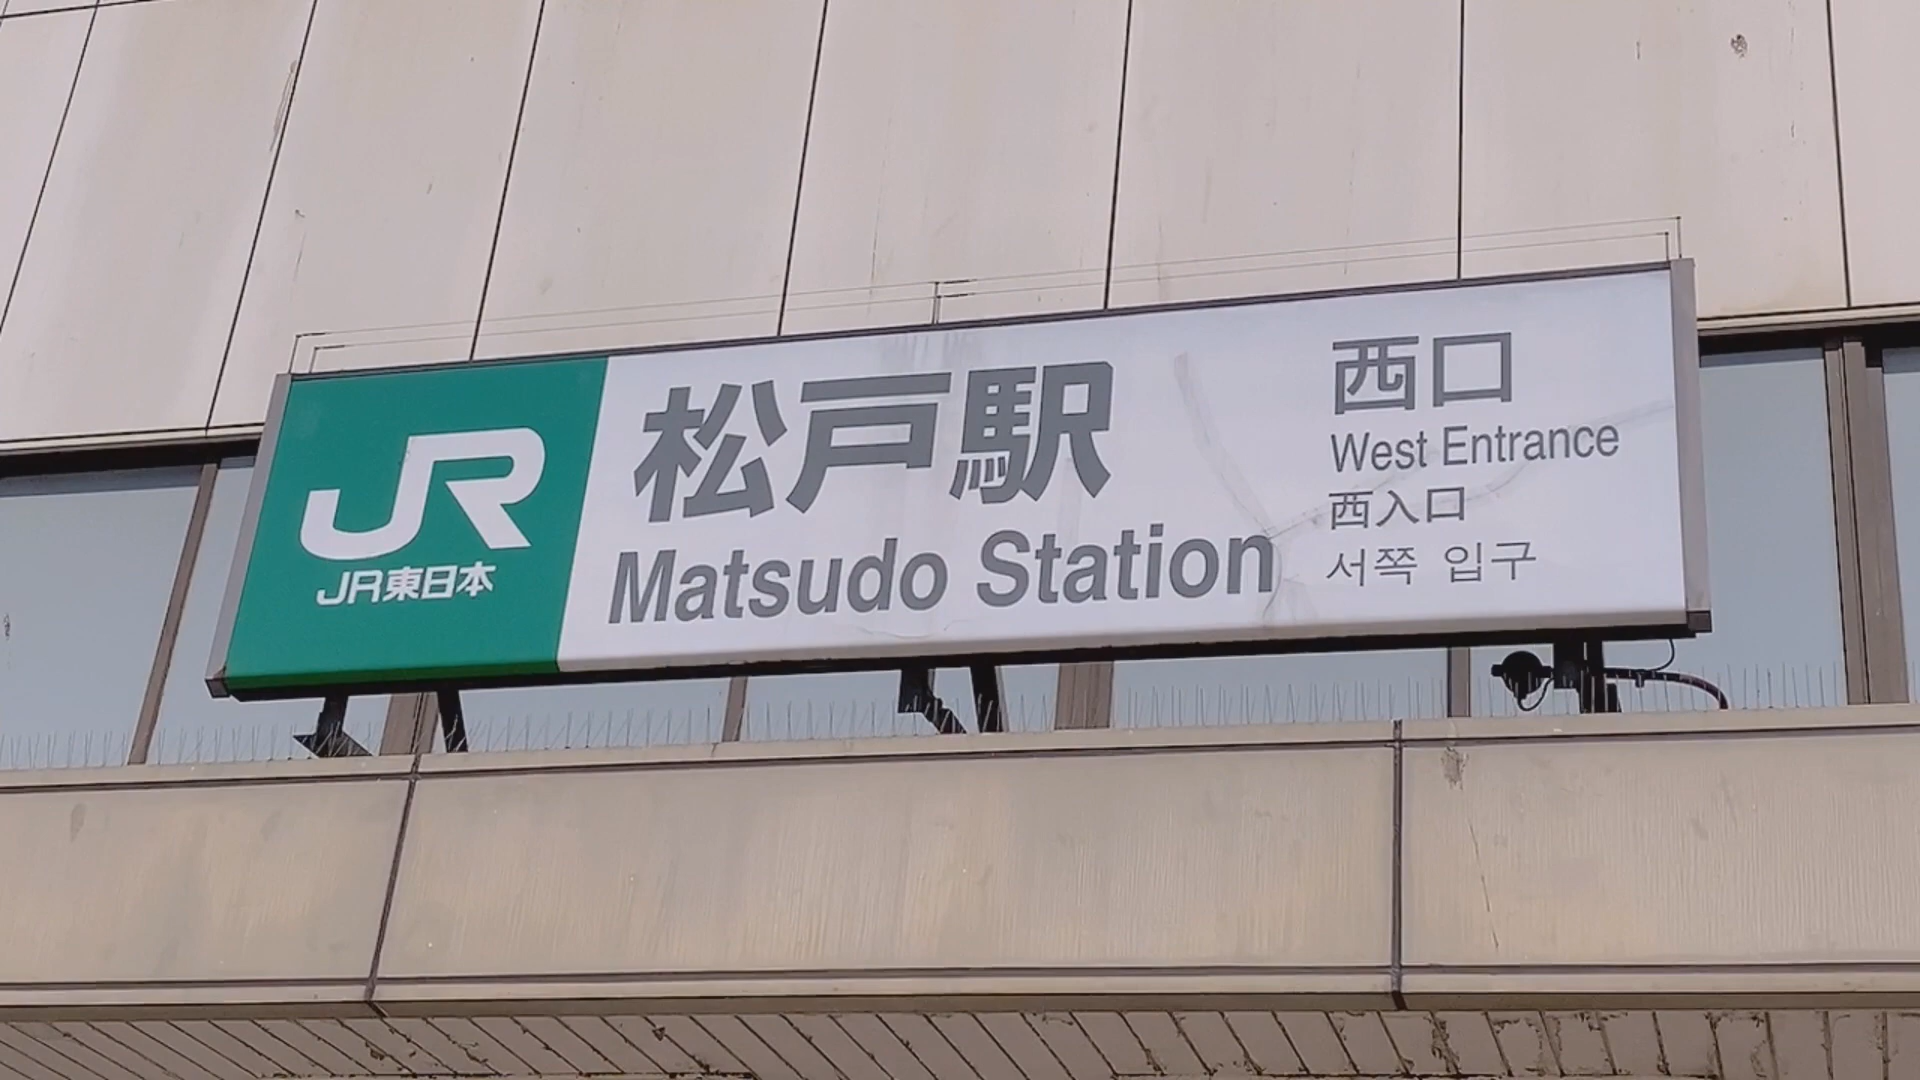 JR
JR東日本
松戸駅
Matsudo Station
西口
West Entrance
西入口
서쪽 입구